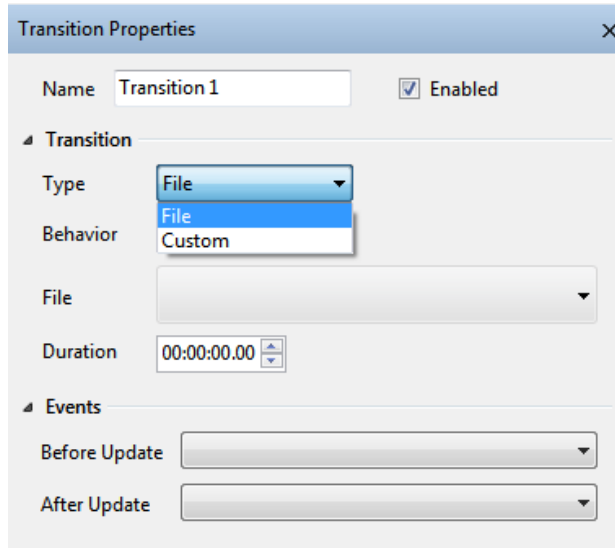 Transition Properties
Name Transition 1 Enabled
Transition
Type File
File
Custom
Behavior
File
Duration 00:00:00.00
Events
Before Update
After Update